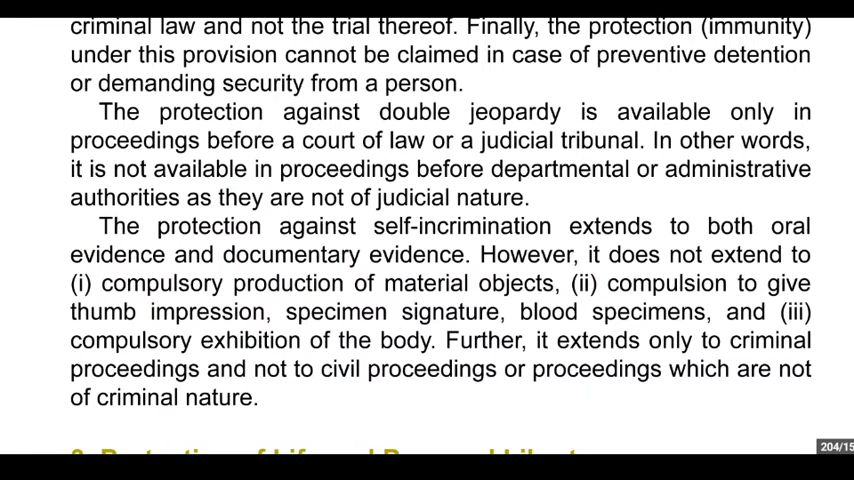 criminal law and not the trial thereof. Finally, the protection (immunity)
under this provision cannot be claimed in case of preventive detention
or demanding security from a person.
The protection against double jeopardy is available only in
proceedings before a court of law or a judicial tribunal. In other words,
it is not available in proceedings before departmental or administrative
authorities as they are not of judicial nature.
The protection against self-incrimination extends to both oral
evidence and documentary evidence. However, it does not extend to
(i) compulsory production of material objects, (ii) compulsion to give
thumb impression, specimen signature, blood specimens, and (iii)
compulsory exhibition of the body. Further, it extends only to criminal
proceedings and not to civil proceedings or proceedings which are not
of criminal nature.
204/15